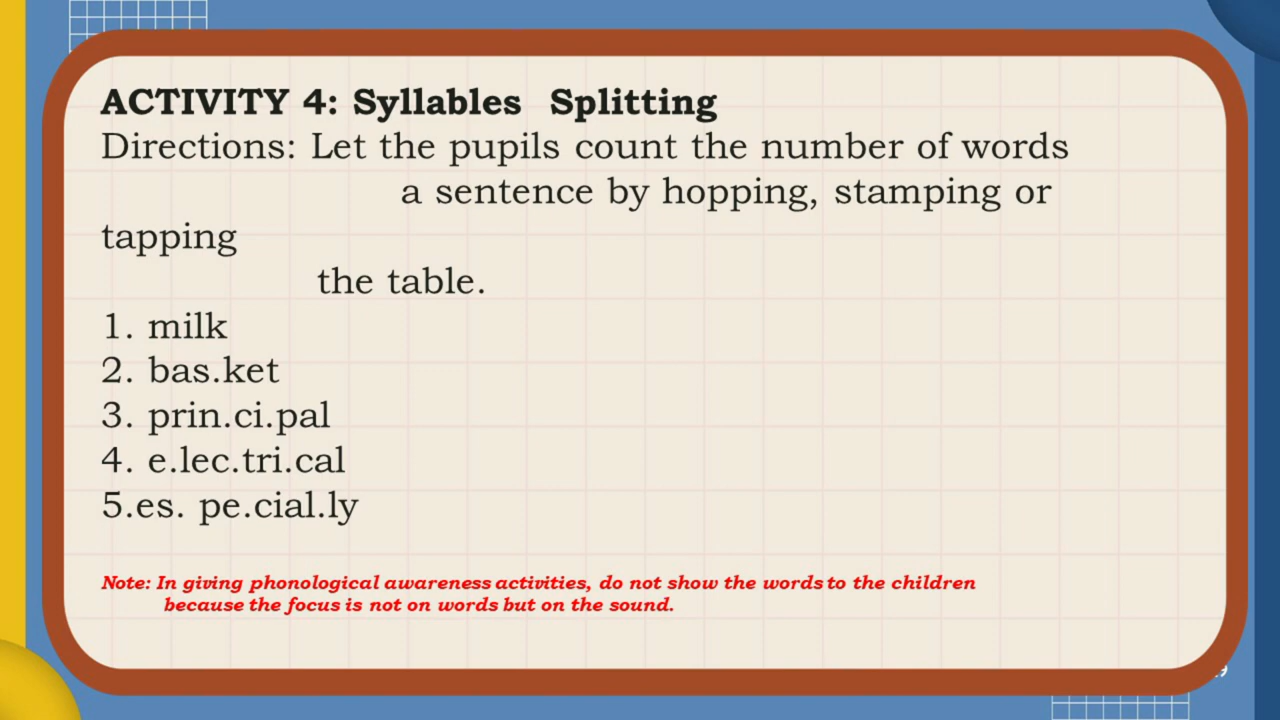 ACTIVITY 4: Syllables Splitting
Directions: Let the pupils count the number of words
a sentence by hopping, stamping or
tapping
the table.
1. milk
2. bas.ket
3. prin.ci.pal
4. e.lec.tri.cal
5.es. pe.cial.ly
Note: In giving phonological awareness activities, do not show the words to the children
because the focus is not on words but on the sound.